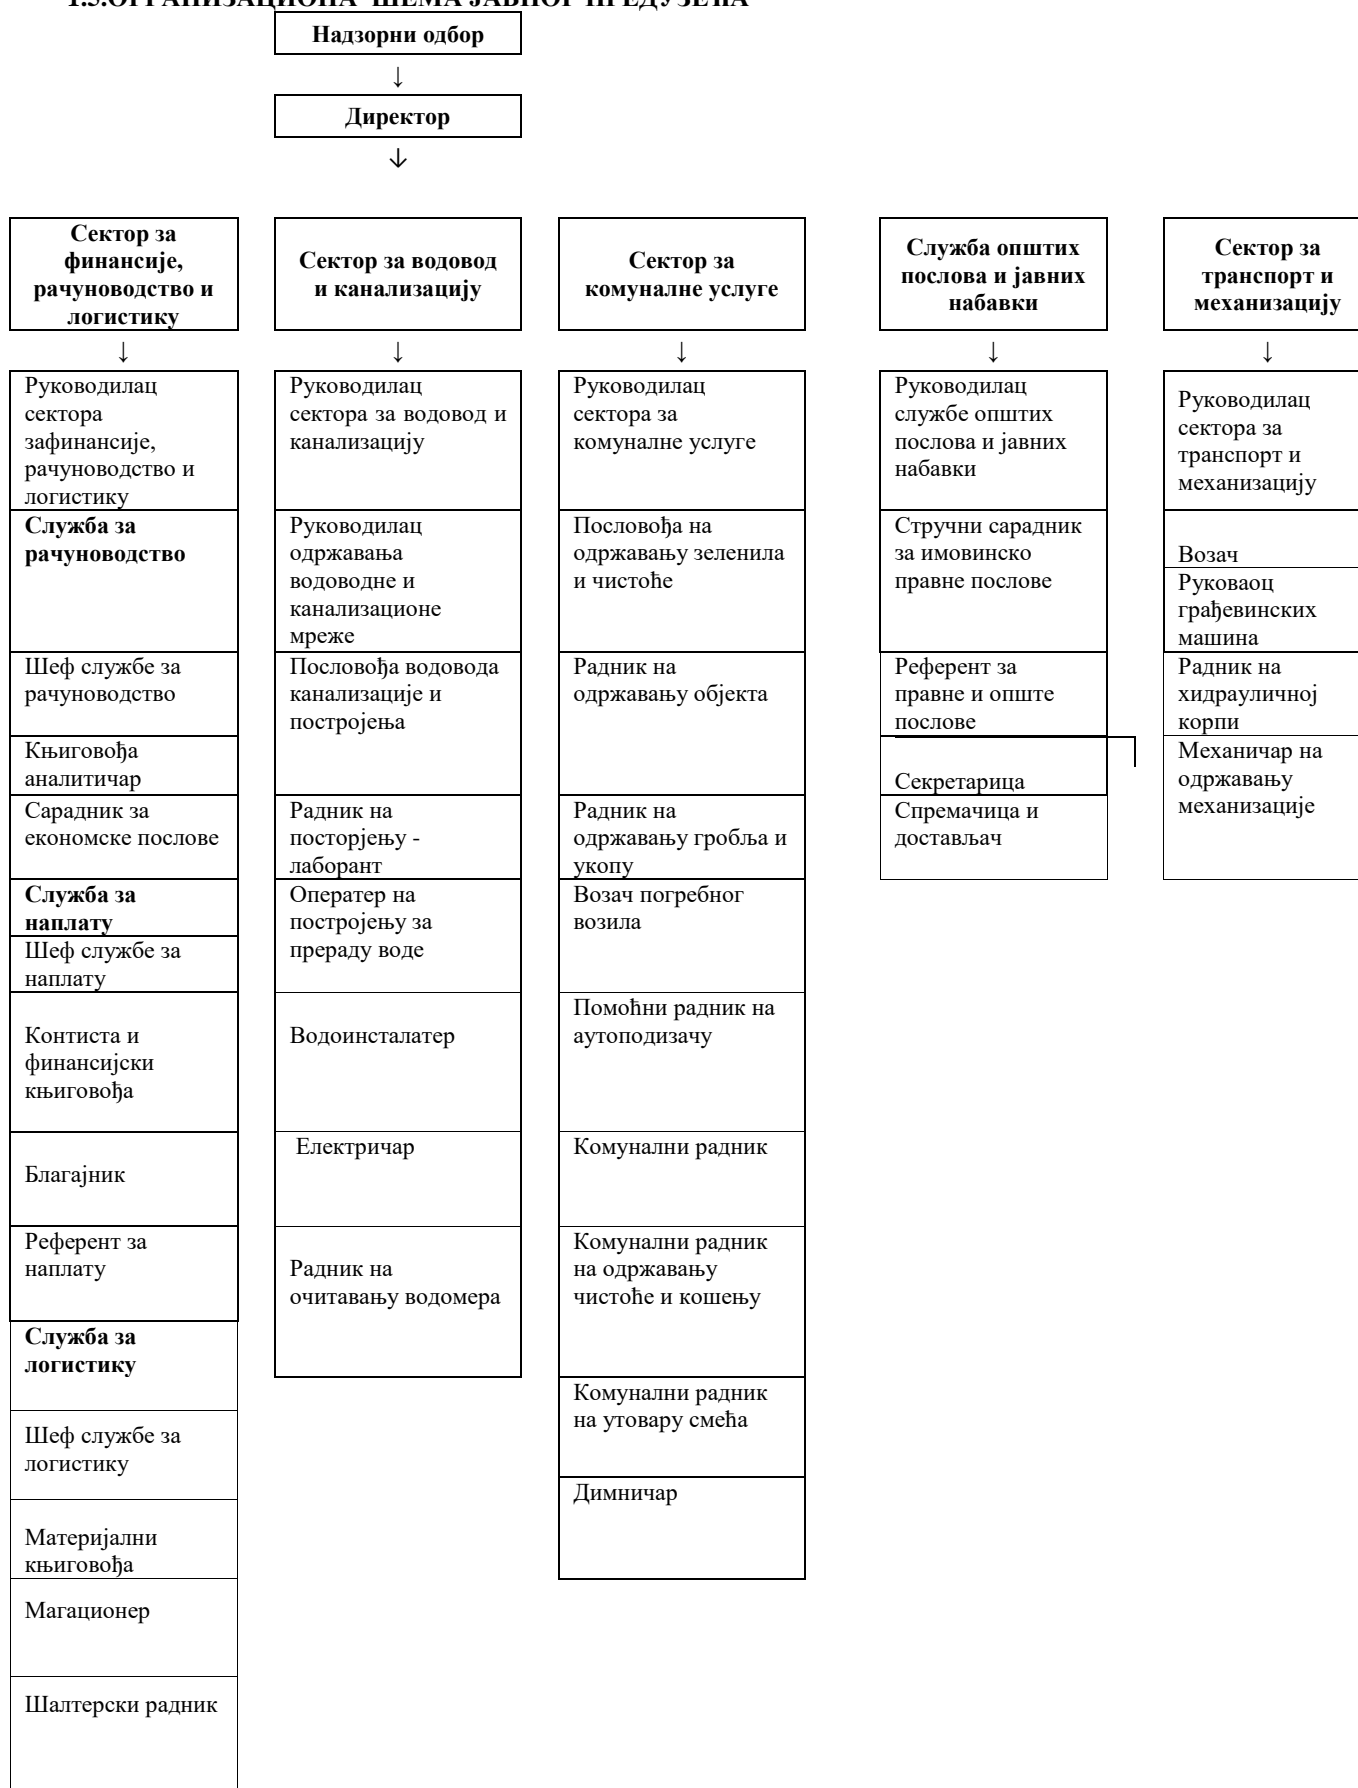 1.5.ОРГАНИЗАЦИОНА ШЕМА ЈАВНОГ ПРЕДУЗЕЋА
Надзорни одбор
↓
Директор
↓
Сектор за
финансије,
рачуноводство и
логистику
Сектор за водовод
и канализацију
Сектор за
комуналне услуге
Служба општих
послова и јавних
набавки
Сектор за
транспорт и
механизацију
↓ ↓ ↓ ↓ ↓
Руководилац
сектора
зафинансије,
рачуноводство и
логистику
Руководилац
сектора за водовод и
канализацију
Руководилац
сектора за
комуналне услуге
Руководилац
службе општих
послова и јавних
набавки
Руководилац
сектора за
транспорт и
механизацију
Служба за
рачуноводство
Руководилац
одржавања
водоводне и
канализационе
мреже
Пословођа на
одржавању зеленила
и чистоће
Стручни сарадник
за имовинско
правне послове
Возач
Руковаоц
грађевинских
машина
Шеф службе за
рачуноводство
Пословођа водовода
канализације и
постројења
Радник на
одржавању објекта
Референт за
правне и опште
послове
Радник на
хидрауличној
корпи
Књиговођа
аналитичар
Секретарица
Механичар на
одржавању
механизације
Сарадник за
економске послове
Радник на
посторјењу -
лаборант
Радник на
одржавању гробља и
укопу
Спремачица и
достављач
Служба за
наплату
Оператер на
постројењу за
прераду воде
Возач погребног
возила
Шеф службе за
наплату
Контиста и
финансијски
књиговођа
Водоинсталатер
Помоћни радник на
аутоподизачу
Благајник
Електричар
Комунални радник
Референт за
наплату
Радник на
очитавању водомера
Комунални радник
на одржавању
чистоће и кошењу
Служба за
логистику
Комунални радник
на утовару смећа
Шеф службе за
логистику
Димничар
Материјални
књиговођа
Магационер
Шалтерски радник